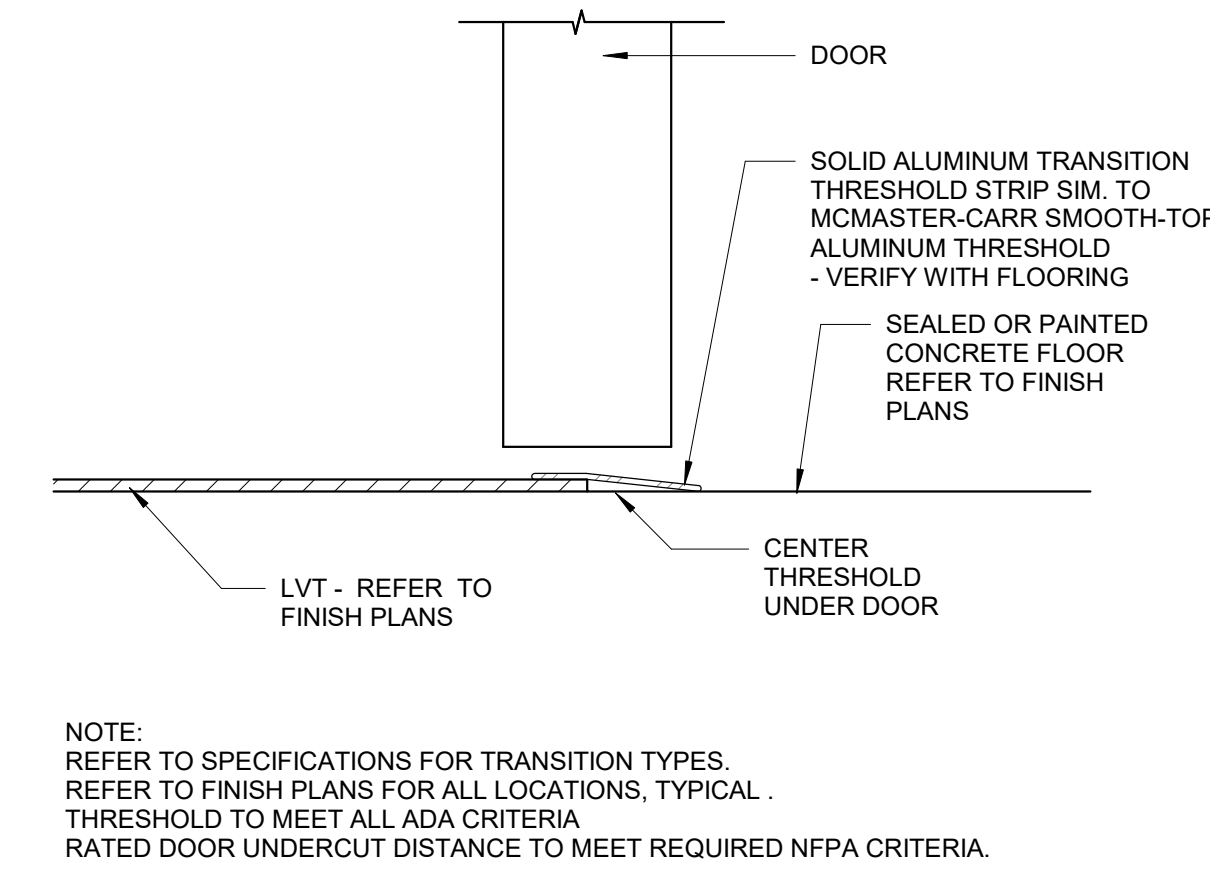 DOOR
SOLID ALUMINUM TRANSITION
THRESHOLD STRIP SIM. TO
MCMASTER-CARR SMOOTH-TOP
ALUMINUM THRESHOLD
- VERIFY WITH FLOORING
SEALED OR PAINTED
CONCRETE FLOOR
REFER TO FINISH
PLANS
CENTER
THRESHOLD
UNDER DOOR
LVT - REFER TO
FINISH PLANS
NOTE:
REFER TO SPECIFICATIONS FOR TRANSITION TYPES.
REFER TO FINISH PLANS FOR ALL LOCATIONS, TYPICAL .
THRESHOLD TO MEET ALL ADA CRITERIA
RATED DOOR UNDERCUT DISTANCE TO MEET REQUIRED NFPA CRITERIA.